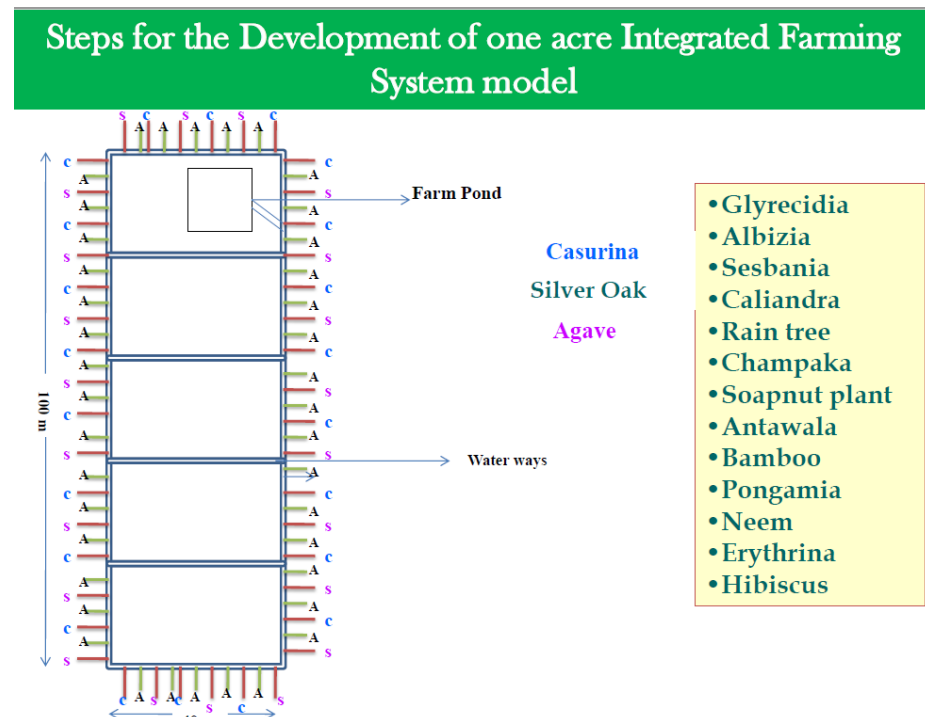 Steps for the Development of one acre Integrated Farming
System model
s c s c s c
A A A A A
c c
A A
s s
A A
c c
A A
s s
A A
c c
A A
s s
A A
c c
A A
s s
A A
c c
A A
s s
A A
c c
A A
s s
A A
c c
A A
s s
A A
c c
A A
s s
c A s A c A s A c A s
100 m
Farm Pond
Water ways
Casurina
Silver Oak
Agave
•Glyrecidia
•Albizia
•Sesbania
•Caliandra
•Rain tree
•Champaka
•Soapnut plant
•Antawala
•Bamboo
•Pongamia
•Neem
•Erythrina
•Hibiscus